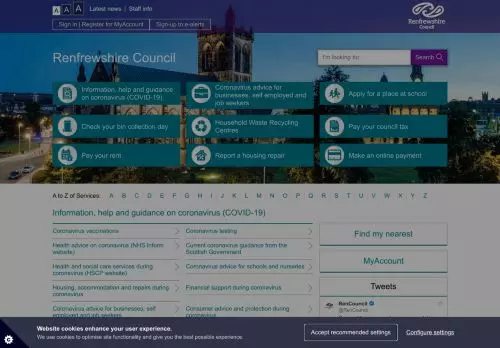 A A A Latest news | Staff info
Sign in | Register for MyAccount Sign-up to e-alerts
Renfrewshire
Council
Renfrewshire Council
I'm looking for Search
Information, help and guidance
on coronavirus (COVID-19)
Coronavirus advice for
businesses, self employed and
job seekers
Apply for a place at school
Check your bin collection day
Household Waste Recycling
Centres
Pay your council tax
Pay your rent
Report a housing repair
Make an online payment
A to Z of Services: A B C D E F G H I J K L M N O P Q R S T U V W X Y Z
Information, help and guidance on coronavirus (COVID-19)
Coronavirus vaccinations
Coronavirus testing
Health advice on coronavirus (NHS Inform
website)
Current coronavirus guidance from the
Scottish Government
Health and social care services during
coronavirus (HSCP website)
Coronavirus advice for schools and nurseries
Housing, accommodation and repairs during
coronavirus
Financial support during coronavirus
Coronavirus advice for businesses, self
employed and job seekers
Consumer advice and protection during
coronavirus
Find my nearest
MyAccount
Tweets
RenCouncil
@RenCouncil
Website cookies enhance your user experience.
We use cookies to optimise site functionality and give you the best possible experience.
Accept recommended settings
Configure settings